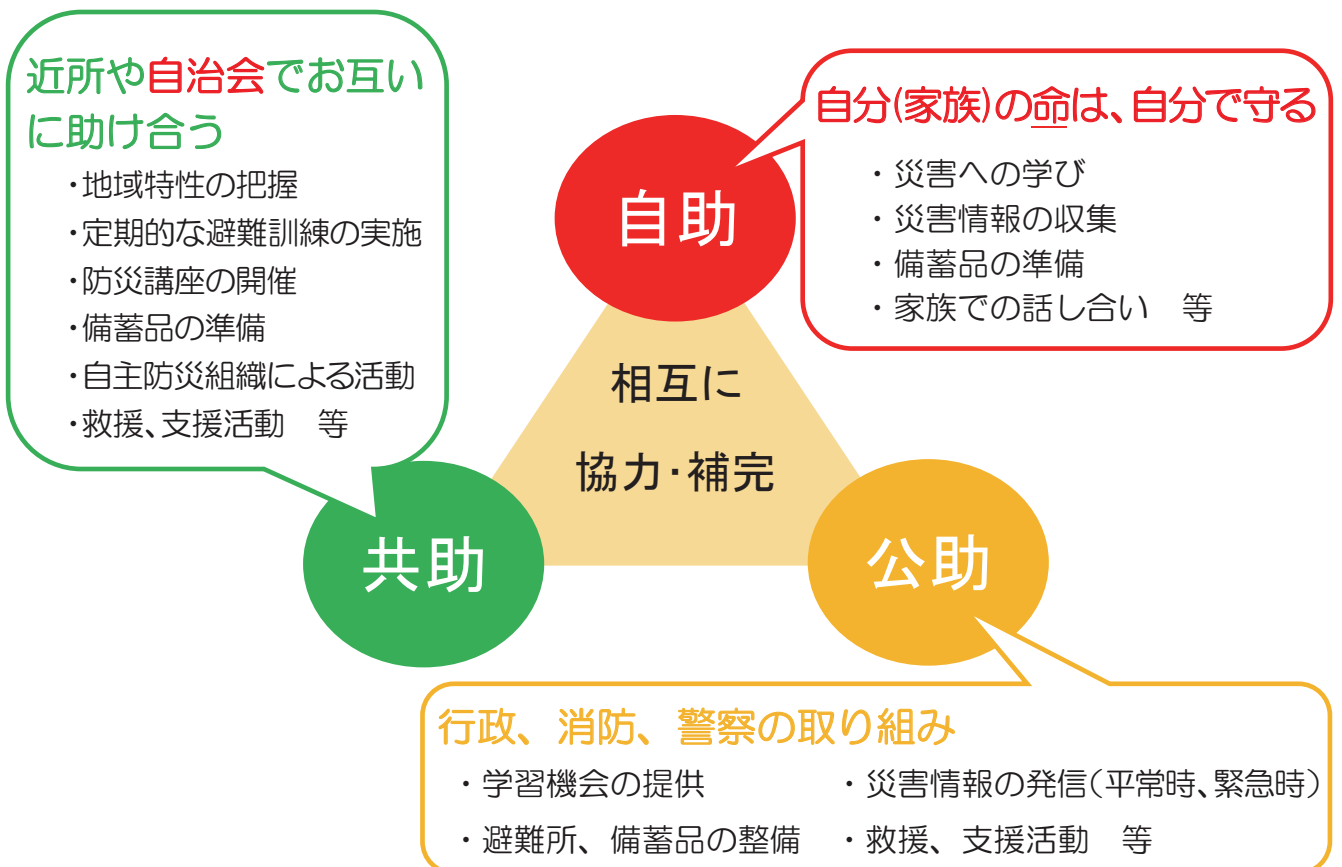 近所や自治会でお互い
に助け合う
・地域特性の把握
・定期的な避難訓練の実施
・防災講座の開催
・備蓄品の準備
・自主防災組織による活動
・救援、支援活動　等
自分(家族)の命は、自分で守る
・災害への学び
・災害情報の収集
・備蓄品の準備
・家族での話し合い　等
自助
相互に
協力・補完
共助
公助
行政、消防、警察の取り組み
・学習機会の提供
・災害情報の発信(平常時、緊急時)
・避難所、備蓄品の整備
・救援、支援活動　等